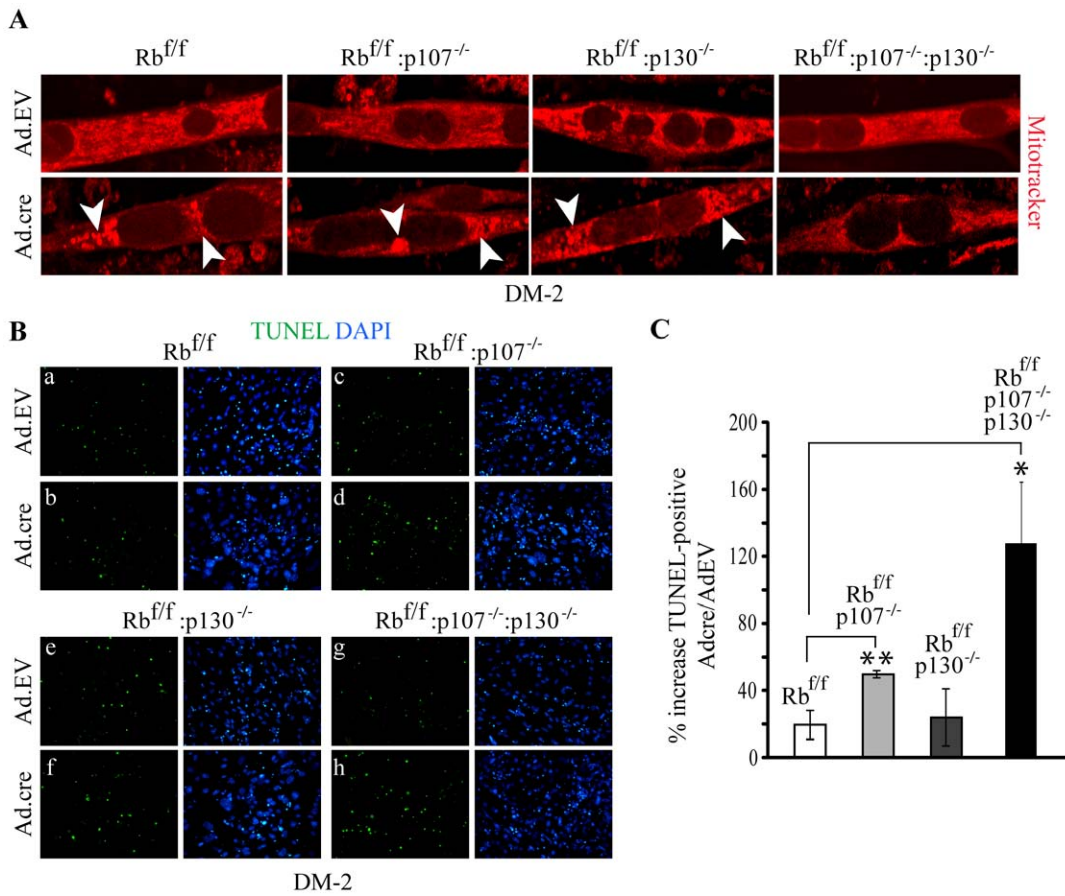 A
Rb^f/f
Rb^f/f :p107^-/-
Rb^f/f :p130^-/-
Rb^f/f :p107^-/- :p130^-/-
Ad.EV
Ad.cre
Mitotracker
DM-2
B
TUNEL DAPI
Rb^f/f
Rb^f/f :p107^-/-
Ad.EV
a
c
Ad.cre
b
d
Rb^f/f :p130^-/-
Rb^f/f :p107^-/- :p130^-/-
Ad.EV
e
g
Ad.cre
f
h
DM-2
C
% increase TUNEL-positive
Adcre/AdEV
200
160
120
80
40
0
Rb^f/f
Rb^f/f
p107^-/-
**
Rb^f/f
p130^-/-
Rb^f/f
p107^-/-
p130^-/-
*